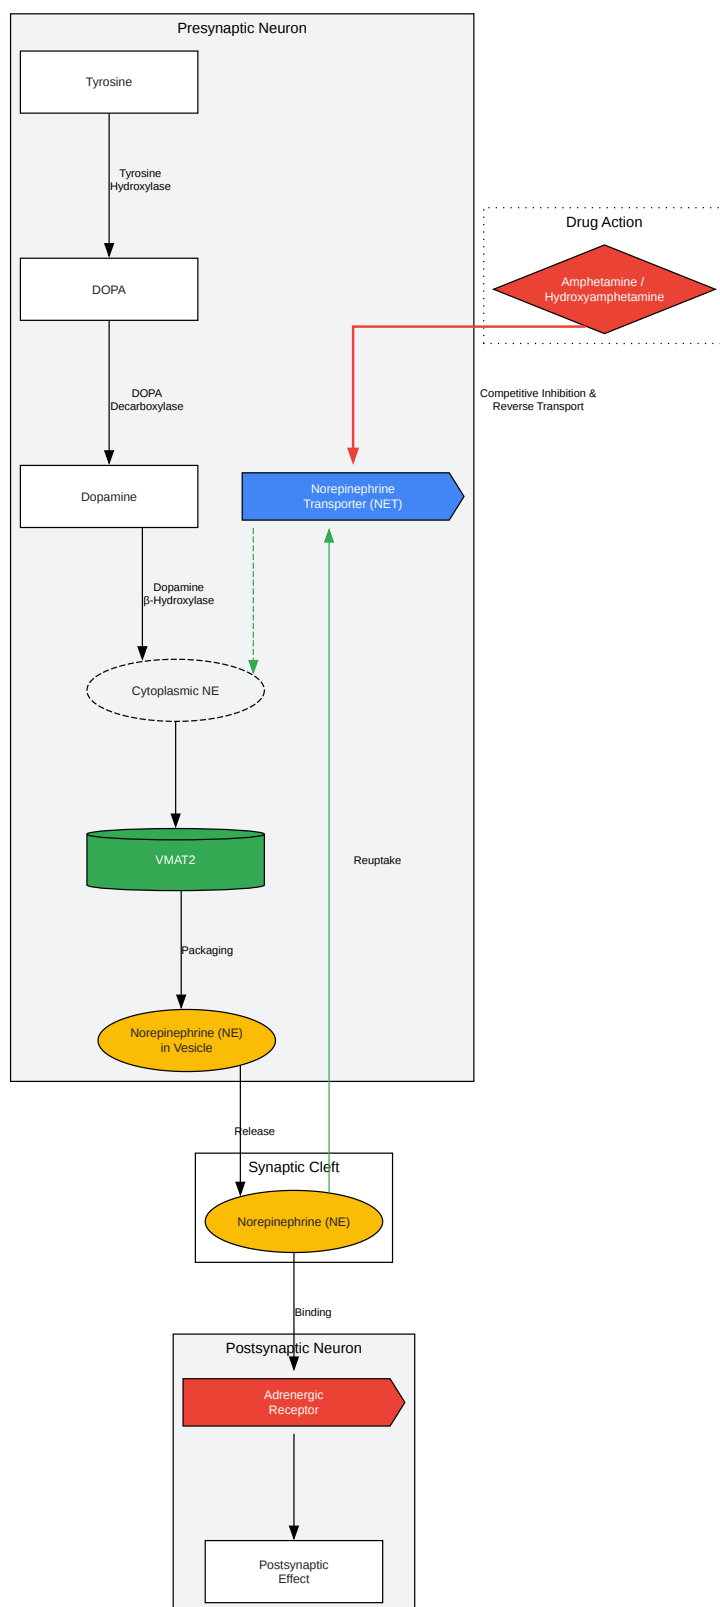 Presynaptic Neuron
Tyrosine
Tyrosine
Hydroxylase
Drug Action
Amphetamine /
Hydroxyamphetamine
DOPA
DOPA
Decarboxylase
Competitive Inhibition &
Reverse Transport
Dopamine
Norepinephrine
Transporter (NET)
Dopamine
β-Hydroxylase
Cytoplasmic NE
VMAT2
Reuptake
Packaging
Norepinephrine (NE)
in Vesicle
Release
Synaptic Cleft
Norepinephrine (NE)
Binding
Postsynaptic Neuron
Adrenergic
Receptor
Postsynaptic
Effect